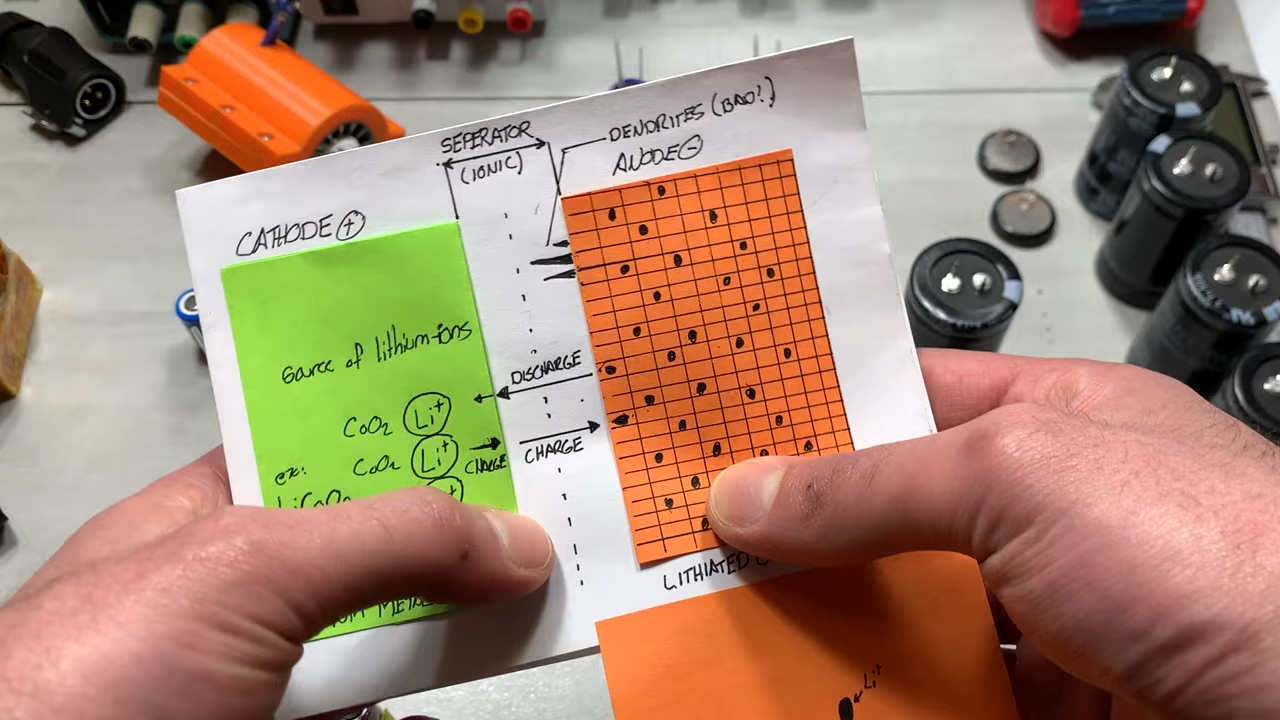 SEPERATOR
(IONIC)
DENDRITES (BAD!)
ANODE ⊖
CATHODE ⊕
Source of lithium-ions
DISCHARGE
CoO2 Li+
ex: CoO2 Li+ CHARGE
CHARGE
LiCoO2
LITHIATED
Li+